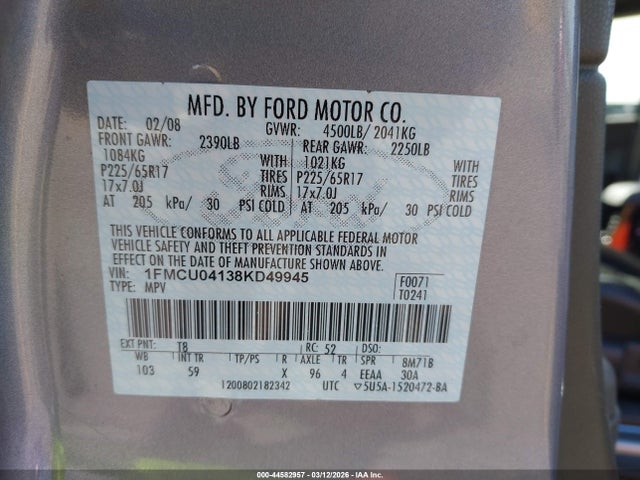 MFD. BY FORD MOTOR CO.
DATE: 02/08 GVWR: 4500LB/ 2041KG
FRONT GAWR: 2390LB REAR GAWR: 2250LB
1084KG WITH 1021KG WITH
P225/65R17 TIRES P225/65R17 TIRES
17x7.0J RIMS 17x7.0J RIMS
AT 205 kPa/ 30 PSI COLD AT 205 kPa/ 30 PSI COLD
THIS VEHICLE CONFORMS TO ALL APPLICABLE FEDERAL MOTOR
VEHICLE SAFETY AND THEFT PREVENTION STANDARDS IN
EFFECT ON THE DATE OF MANUFACTURE SHOWN ABOVE.
VIN: 1FMCU04138KD49945 F0071
TYPE: MPV T0241
EXT PNT: T8 RC: 52 DSO:
WB INT TR TP/PS R AXLE TR SPR 8M71B
103 59 X 96 4 EEAA 30A
1200802182342 UTC ▽5U5A-1520472-BA
000-44582957 - 03/12/2026 - IAA Inc.